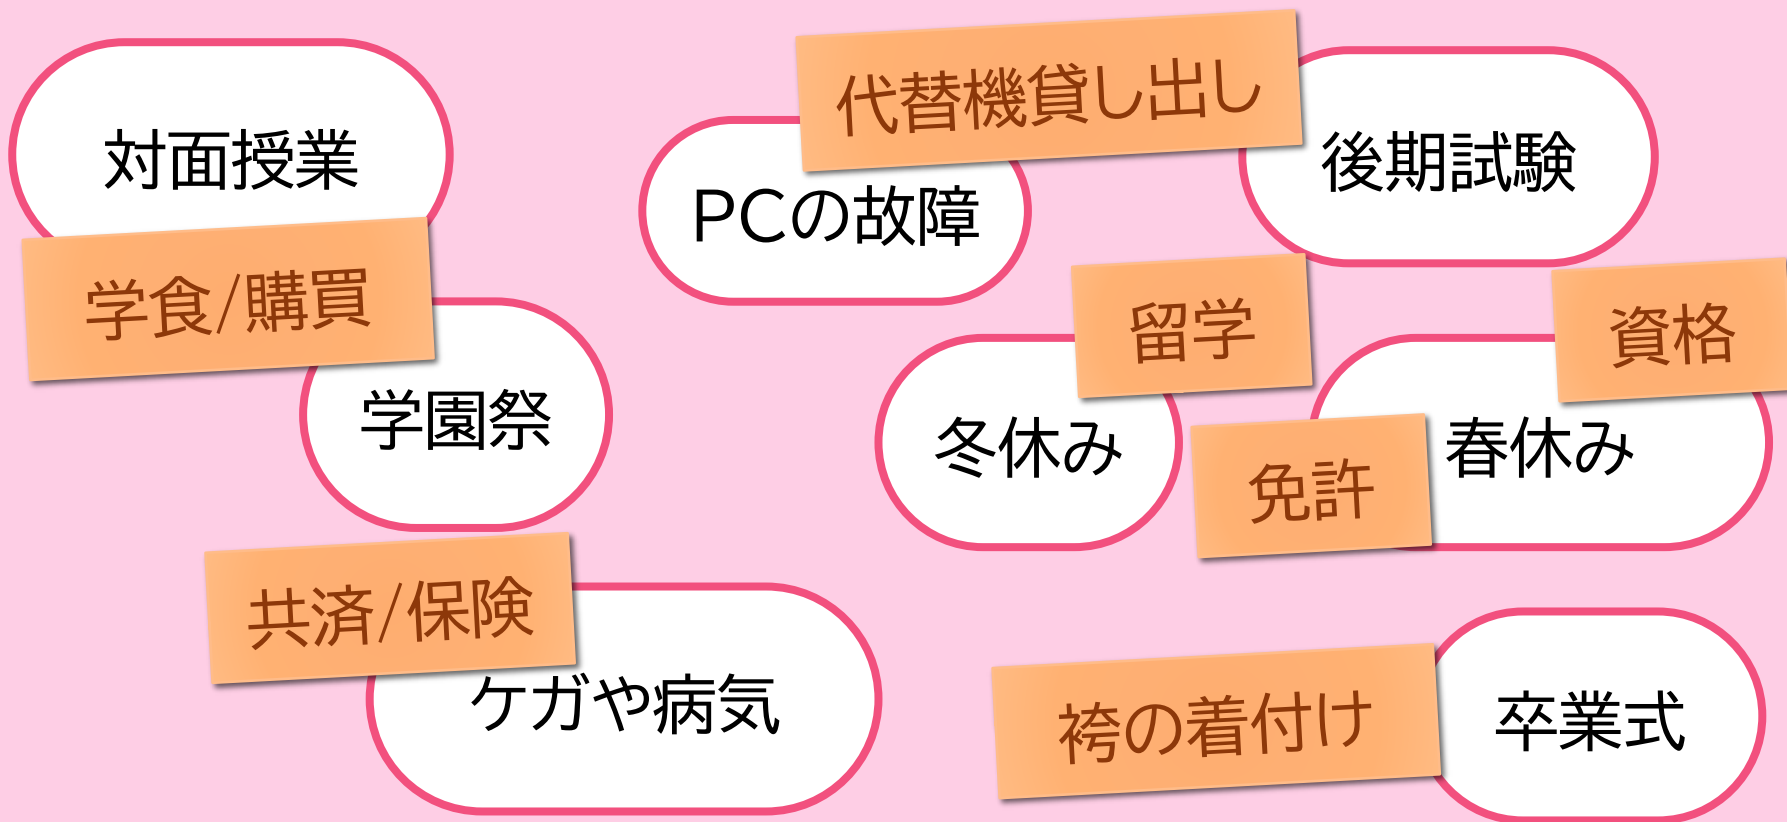 対面授業
学食/購買
学園祭
共済/保険
ケガや病気
代替機貸し出し
PCの故障
後期試験
留学
冬休み
資格
免許
春休み
袴の着付け
卒業式